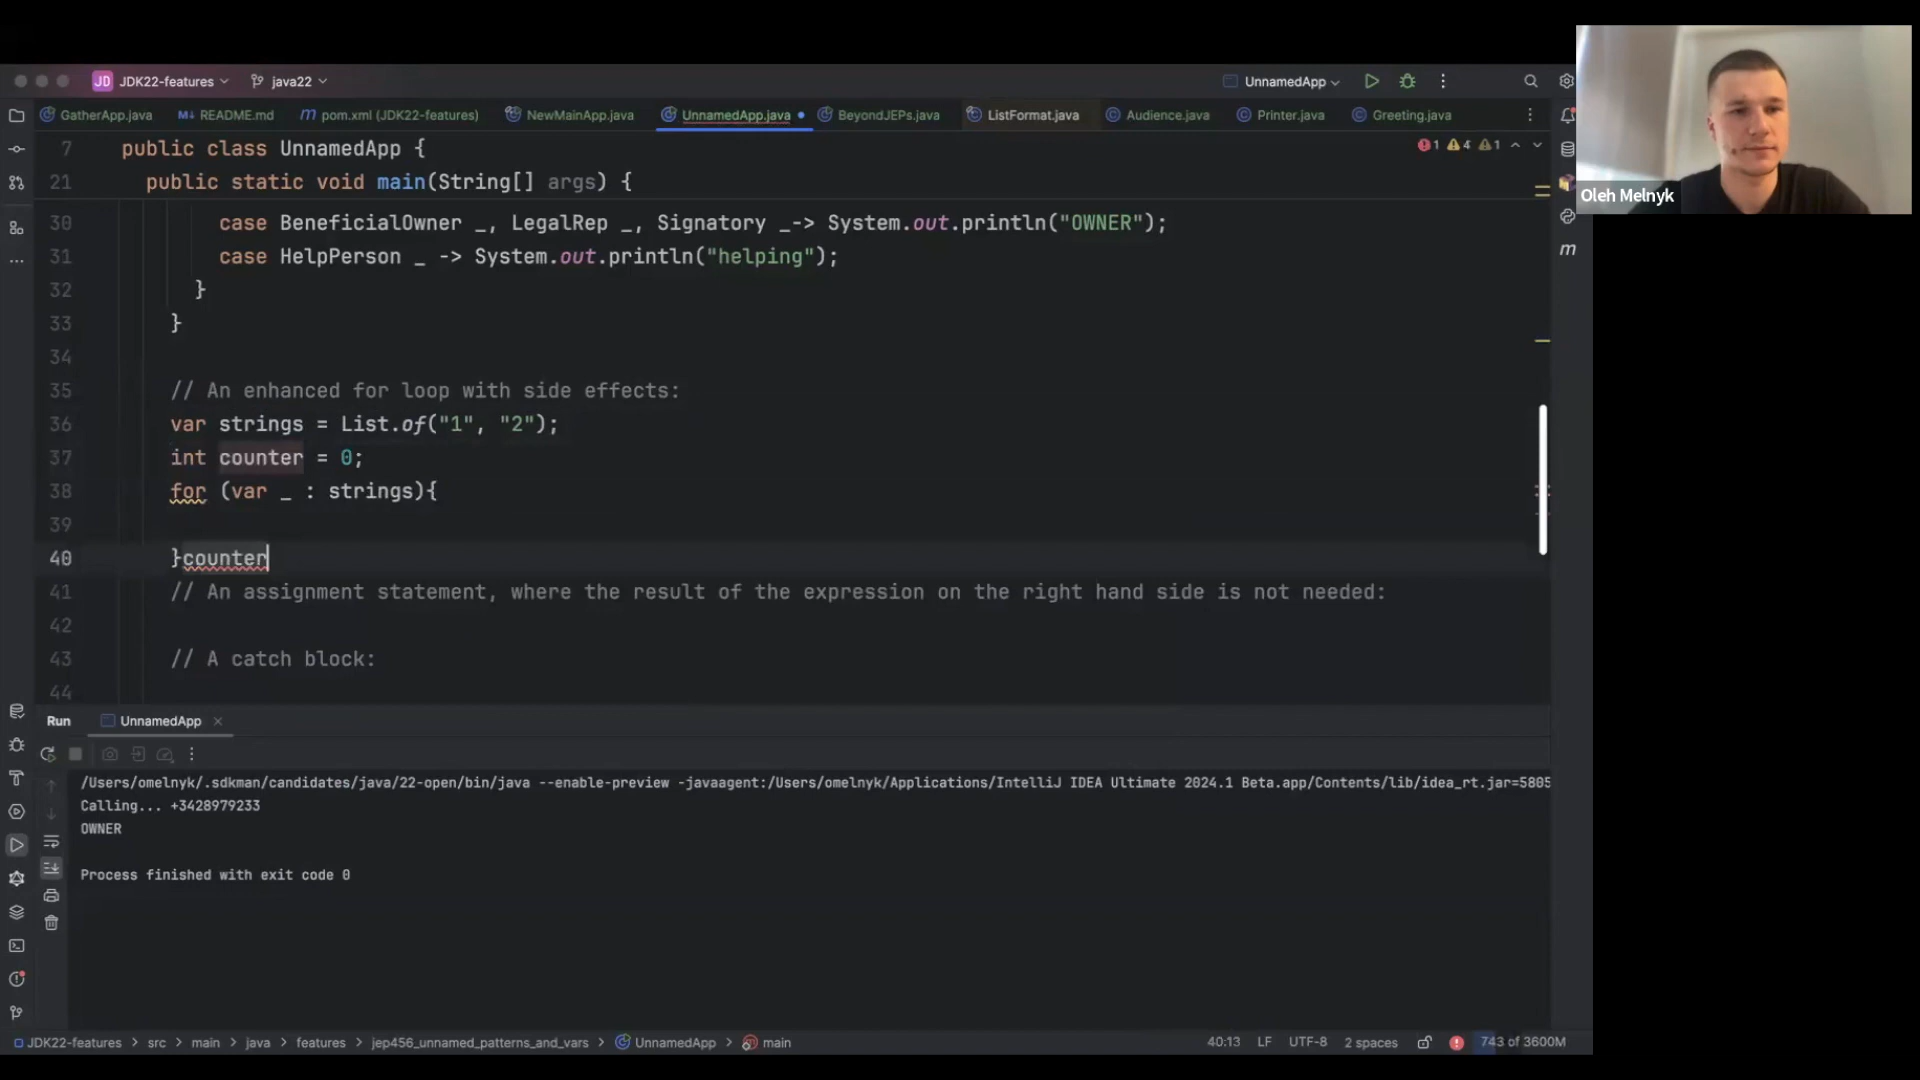 JD JDK22-features java22 UnnamedApp
GatherApp.java README.md pom.xml (JDK22-features) NewMainApp.java UnnamedApp.java BeyondJEPs.java ListFormat.java Audience.java Printer.java Greeting.java
7 public class UnnamedApp { 1 4 1
21 public static void main(String[] args) {
Oleh Melnyk
30 case BeneficialOwner _, LegalRep _, Signatory _-> System.out.println("OWNER");
31 case HelpPerson _ -> System.out.println("helping");
32 }
33 }
34
35 // An enhanced for loop with side effects:
36 var strings = List.of("1", "2");
37 int counter = 0;
38 for (var _ : strings){
39
40 }counter
41 // An assignment statement, where the result of the expression on the right hand side is not needed:
42
43 // A catch block:
44
Run UnnamedApp
/Users/omelnyk/.sdkman/candidates/java/22-open/bin/java --enable-preview -javaagent:/Users/omelnyk/Applications/IntelliJ IDEA Ultimate 2024.1 Beta.app/Contents/lib/idea_rt.jar=5805
Calling... +3428979233
OWNER
Process finished with exit code 0
JDK22-features > src > main > java > features > jep456_unnamed_patterns_and_vars > UnnamedApp > main 40:13 LF UTF-8 2 spaces 743 of 3600M